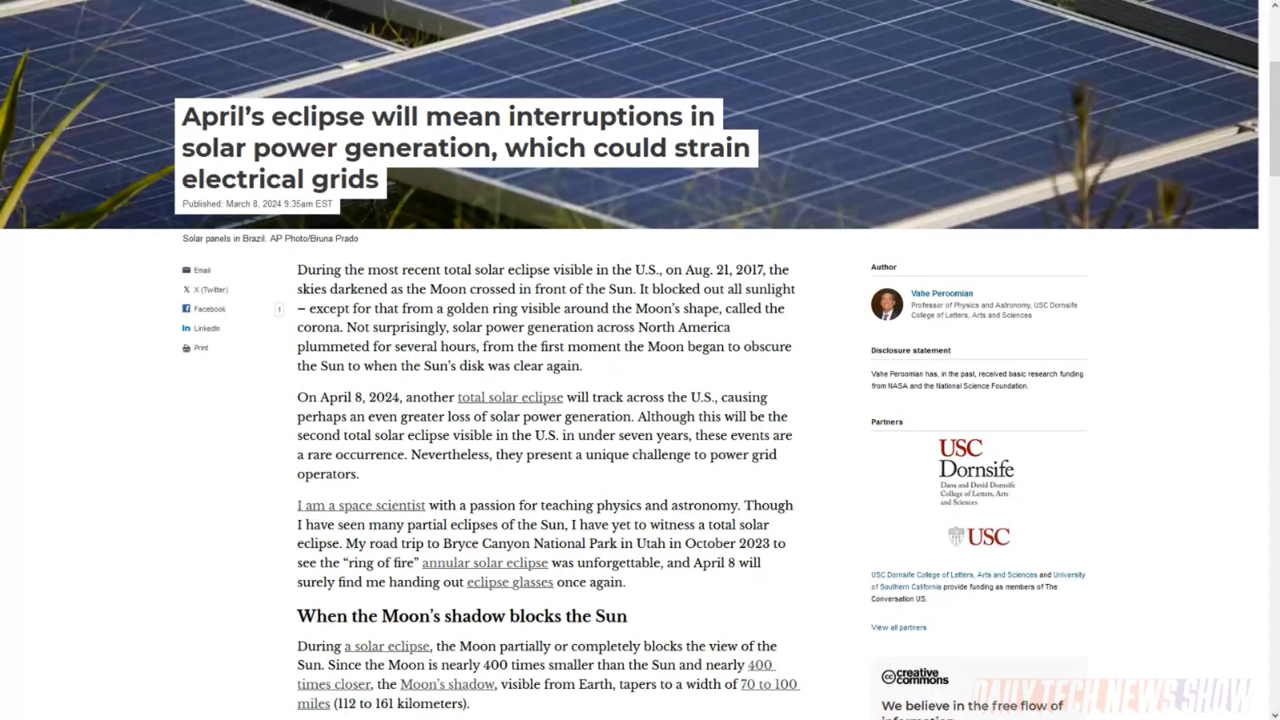 April's eclipse will mean interruptions in
solar power generation, which could strain
electrical grids
Published: March 8, 2024 9:35am EST
Solar panels in Brazil. AP Photo/Bruna Prado
Email
X (Twitter)
Facebook
1
LinkedIn
Print
During the most recent total solar eclipse visible in the U.S., on Aug. 21, 2017, the
skies darkened as the Moon crossed in front of the Sun. It blocked out all sunlight
– except for that from a golden ring visible around the Moon's shape, called the
corona. Not surprisingly, solar power generation across North America
plummeted for several hours, from the first moment the Moon began to obscure
the Sun to when the Sun's disk was clear again.
On April 8, 2024, another total solar eclipse will track across the U.S., causing
perhaps an even greater loss of solar power generation. Although this will be the
second total solar eclipse visible in the U.S. in under seven years, these events are
a rare occurrence. Nevertheless, they present a unique challenge to power grid
operators.
I am a space scientist with a passion for teaching physics and astronomy. Though
I have seen many partial eclipses of the Sun, I have yet to witness a total solar
eclipse. My road trip to Bryce Canyon National Park in Utah in October 2023 to
see the “ring of fire” annular solar eclipse was unforgettable, and April 8 will
surely find me handing out eclipse glasses once again.
When the Moon's shadow blocks the Sun
During a solar eclipse, the Moon partially or completely blocks the view of the
Sun. Since the Moon is nearly 400 times smaller than the Sun and nearly 400
times closer, the Moon's shadow, visible from Earth, tapers to a width of 70 to 100
miles (112 to 161 kilometers).
Author
Vahe Peroomian
Professor of Physics and Astronomy, USC Dornsife
College of Letters, Arts and Sciences
Disclosure statement
Vahe Peroomian has, in the past, received basic research funding
from NASA and the National Science Foundation.
Partners
USC
Dornsife
Dana and David Dornsife
College of Letters, Arts
and Sciences
USC
USC Dornsife College of Letters, Arts and Sciences and University
of Southern California provide funding as members of The
Conversation US.
View all partners
cc creative
commons
We believe in the free flow of
information
DAILY TECH NEWS SHOW